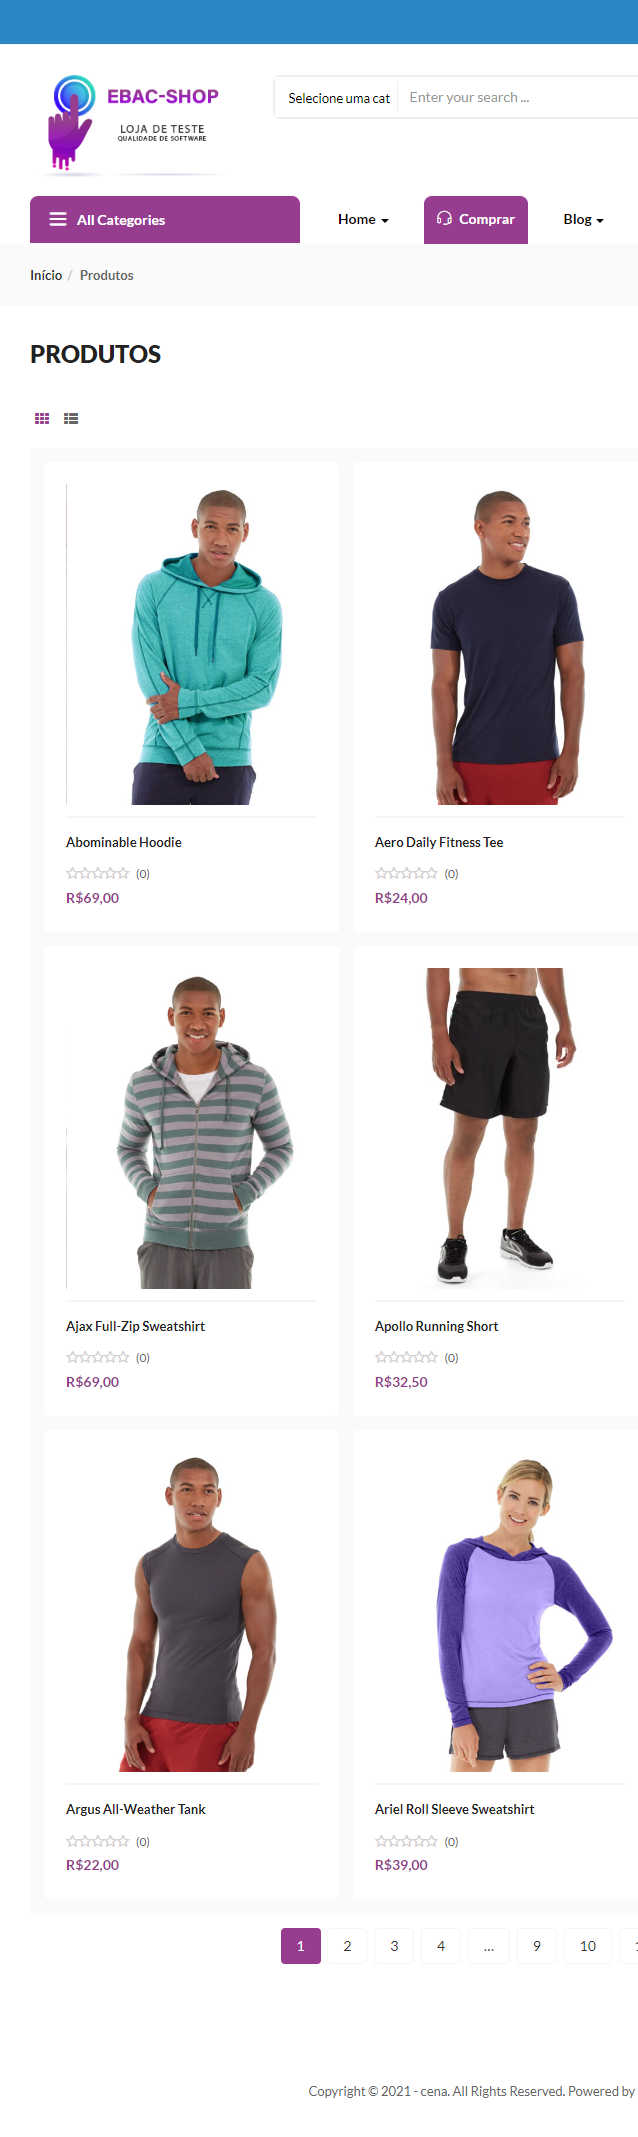 EBAC-SHOP
LOJA DE TESTE
QUALIDADE DE SOFTWARE
Selecione uma cat
Enter your search ...
All Categories
Home
Comprar
Blog
Início / Produtos
PRODUTOS
Abominable Hoodie
(0)
R$69,00
Aero Daily Fitness Tee
(0)
R$24,00
Ajax Full-Zip Sweatshirt
(0)
R$69,00
Apollo Running Short
(0)
R$32,50
Argus All-Weather Tank
(0)
R$22,00
Ariel Roll Sleeve Sweatshirt
(0)
R$39,00
1 2 3 4 ... 9 10
Copyright © 2021 - cena. All Rights Reserved. Powered by